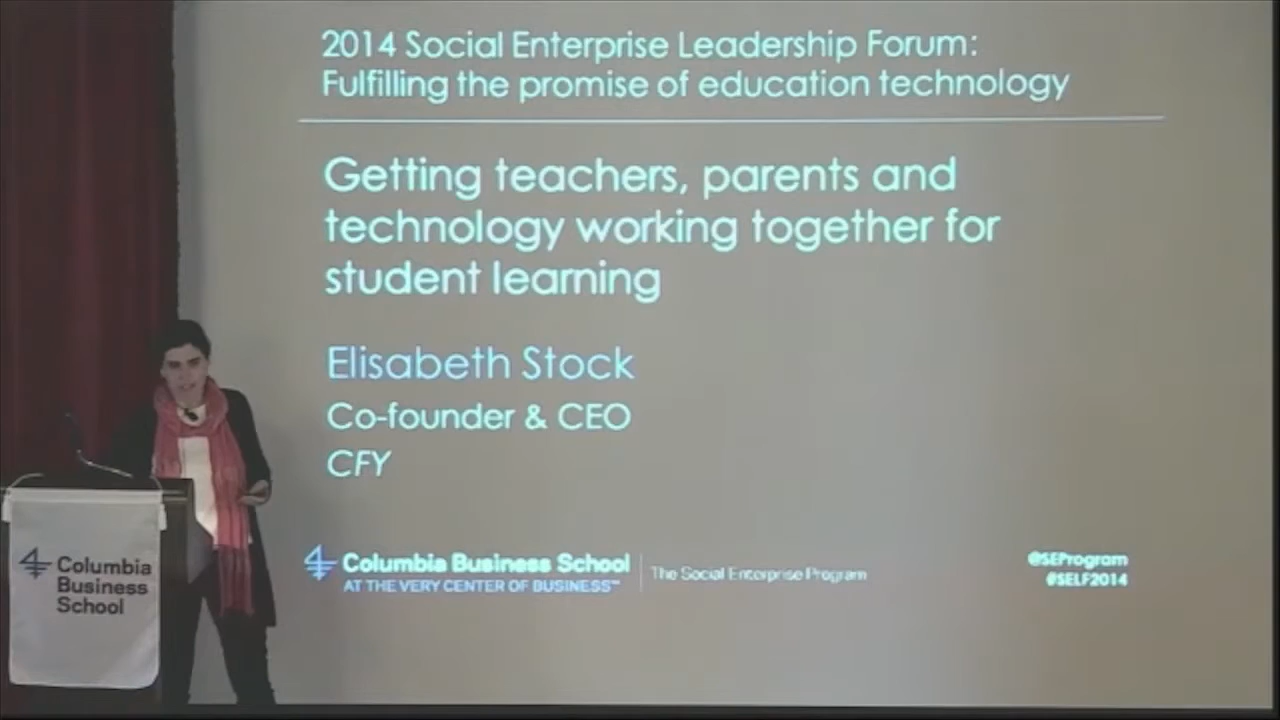 2014 Social Enterprise Leadership Forum:
Fulfilling the promise of education technology
Getting teachers, parents and
technology working together for
student learning
Elisabeth Stock
Co-founder & CEO
CFY
Columbia Business School
AT THE VERY CENTER OF BUSINESS™
The Social Enterprise Program
@SEProgram
#SELF2014
Columbia
Business
School